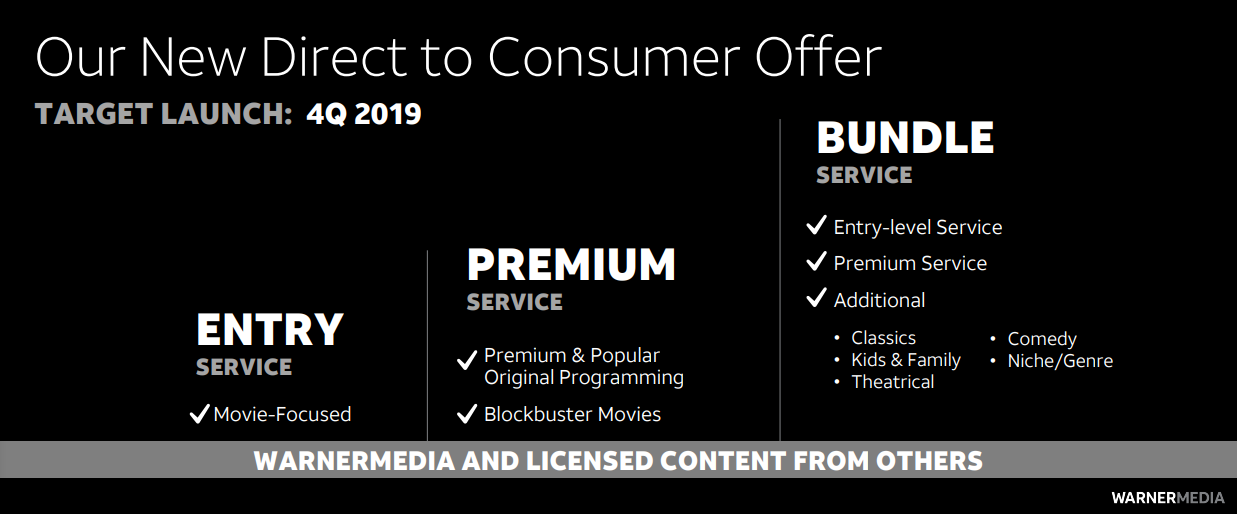 Our New Direct to Consumer Offer
TARGET LAUNCH: 4Q 2019
ENTRY
SERVICE
Movie-Focused
PREMIUM
SERVICE
Premium & Popular
Original Programming
Blockbuster Movies
BUNDLE
SERVICE
Entry-level Service
Premium Service
Additional
• Classics
• Kids & Family
• Theatrical
• Comedy
• Niche/Genre
WARNERMEDIA AND LICENSED CONTENT FROM OTHERS
WARNERMEDIA